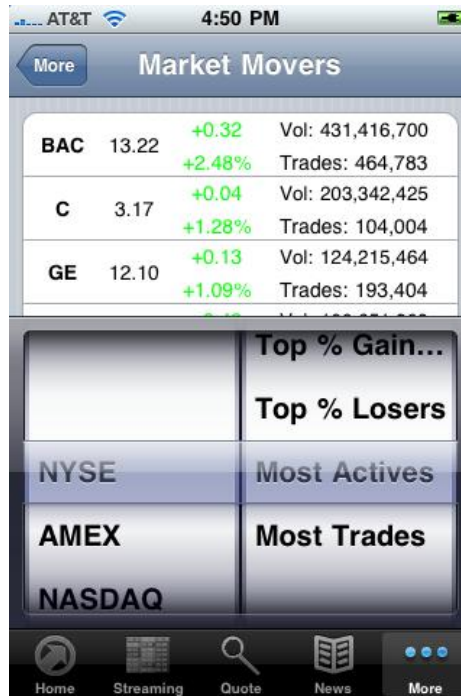 AT&T 4:50 PM
More Market Movers
BAC 13.22 +0.32 Vol: 431,416,700
+2.48% Trades: 464,783
C 3.17 +0.04 Vol: 203,342,425
+1.28% Trades: 104,004
GE 12.10 +0.13 Vol: 124,215,464
+1.09% Trades: 193,404
Top % Gain...
Top % Losers
NYSE Most Actives
AMEX Most Trades
NASDAQ
Home Streaming Quote News More